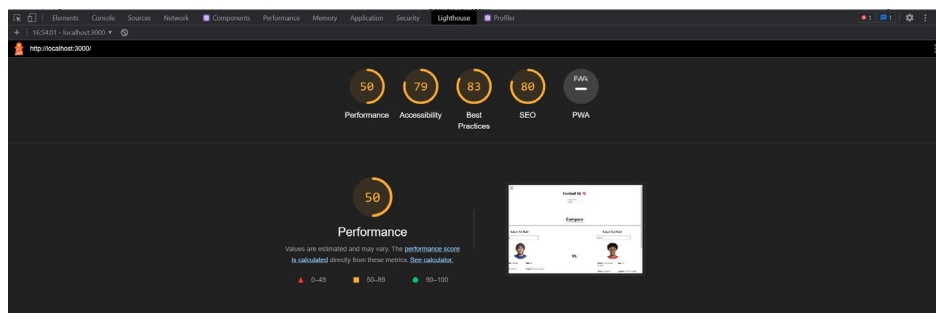 Elements Console Sources Network Components Performance Memory Application Security Lighthouse Profiler 1 1
+ 16:54:01 - localhost:3000
http://localhost:3000/
50 79 83 80 PWA
Performance Accessibility Best Practices SEO PWA
50
Performance
Values are estimated and may vary. The performance score
is calculated directly from these metrics. See calculator.
0–49 50–89 90–100
Football IQ
Compare
Vs.